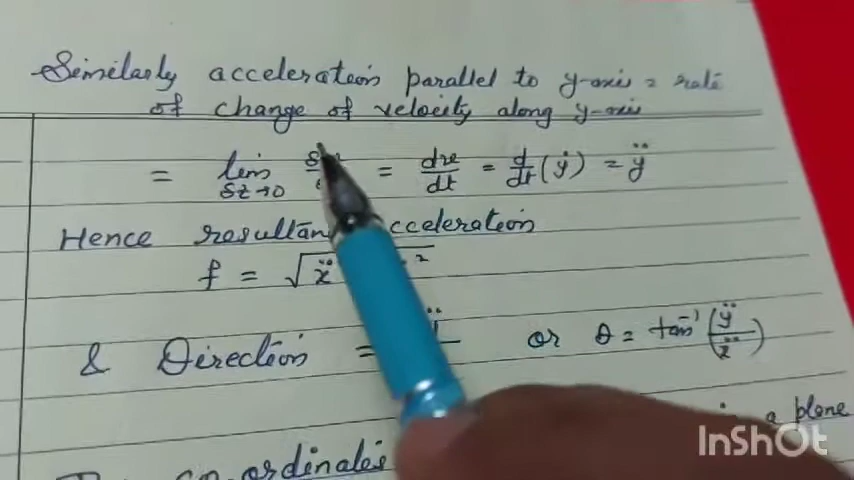 Similarly acceleration parallel to y-axis = rate
of change of velocity along y-axis
= lim δt→0 = dv/dt = d/dt (ẏ) = ÿ
Hence resultant acceleration
f = √ẍ ²
& Direction = or θ = tan⁻¹ (ÿ/ẍ)
a plane
co-ordinates
InShOt